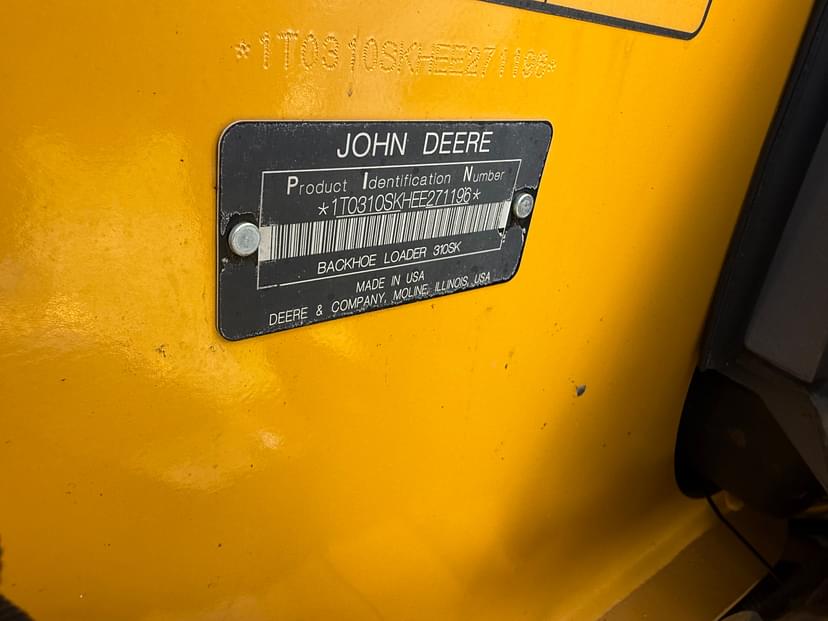 *1T0310SKHEE271196*
JOHN DEERE
Product Identification Number
*1T0310SKHEE271196*
BACKHOE LOADER 310SK
MADE IN USA
DEERE & COMPANY, MOLINE, ILLINOIS, USA